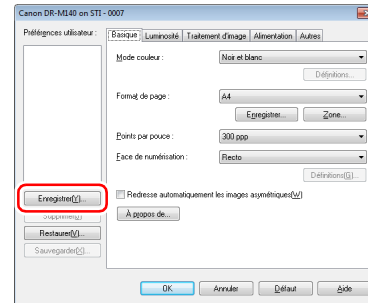 Canon DR-M140 on STI - 0007
Préférences utilisateur :
Basique Luminosité Traitement d'image Alimentation Autres
Mode couleur :
Noir et blanc
Définitions...
Format de page :
A4
Enregistrer...
Zone...
Points par pouce :
300 ppp
Face de numérisation :
Recto
Définitions(G)...
Enregistrer(Y)...
Supprimer(U)
Restaurer(V)...
Sauvegarder(X)...
Redresse automatiquement les images asymétriques(W)
À propos de...
OK
Annuler
Défaut
Aide